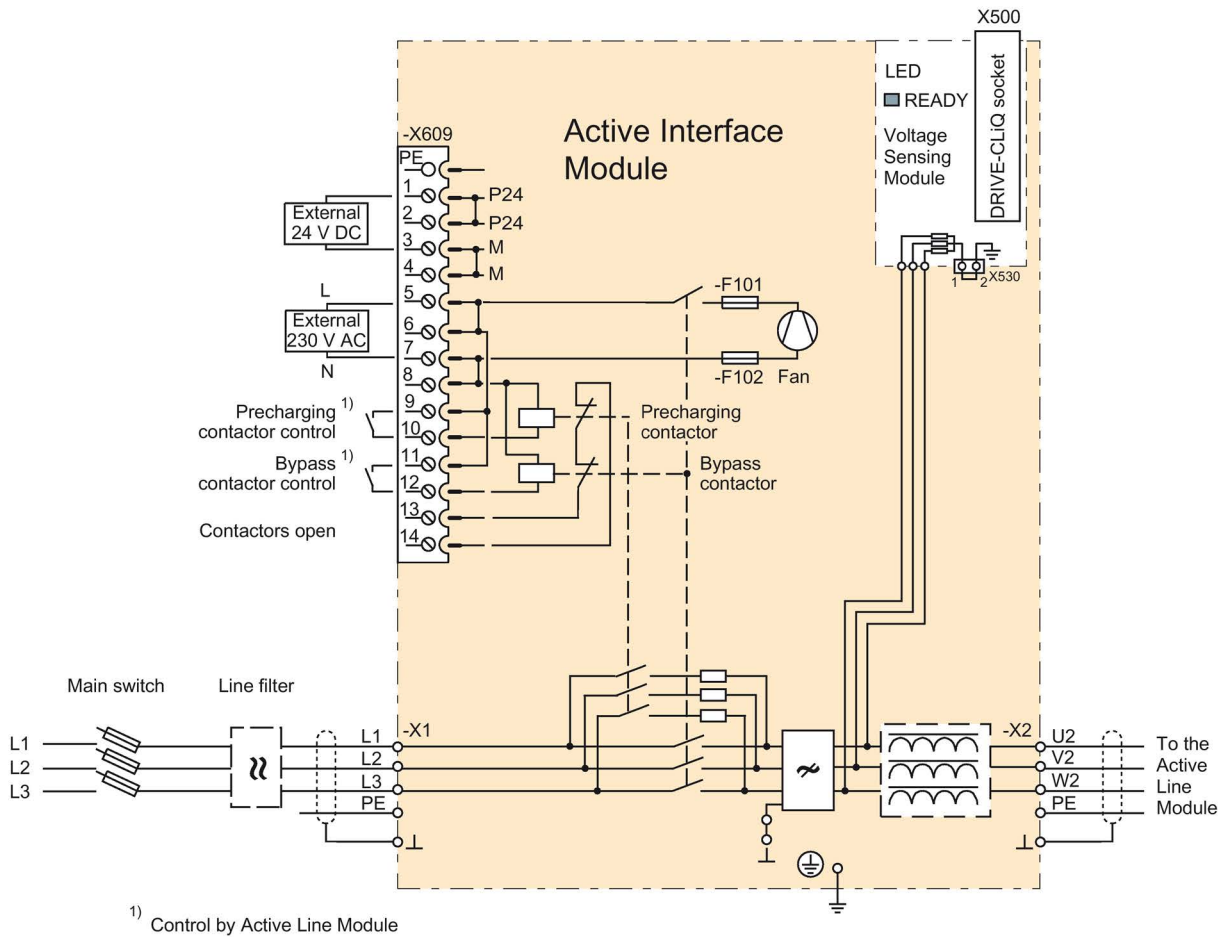 X500
LED
READY
Voltage
Sensing
Module
DRIVE-CLiQ socket
1
2
X530
Active Interface
Module
-X609
PE
1
P24
2
P24
3
M
4
M
External
24 V DC
L
5
External
230 V AC
6
7
N
8
-F101
-F102
Fan
Precharging 1)
contactor control
9
10
Precharging
contactor
Bypass 1)
contactor control
11
12
Bypass
contactor
13
Contactors open
14
Main switch
Line filter
-X1
-X2
L1
L1
U2
L2
L2
V2
L3
L3
W2
PE
PE
To the
Active
Line
Module
1) Control by Active Line Module